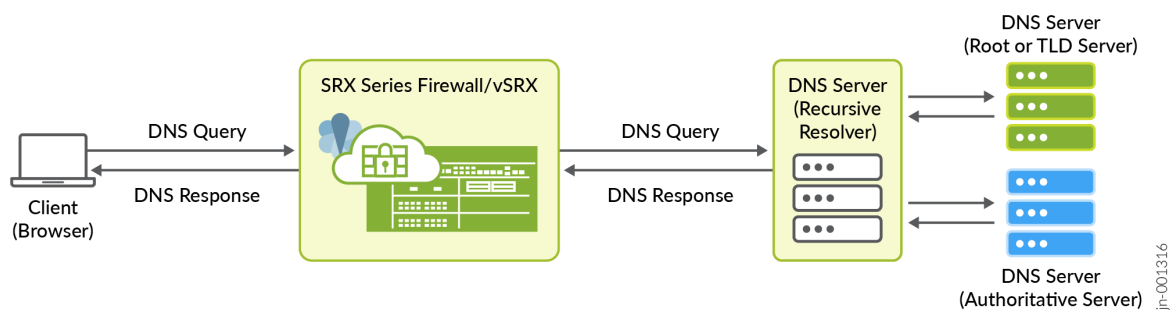 DNS Server
(Root or TLD Server)
SRX Series Firewall/vSRX
DNS Server
(Recursive
Resolver)
DNS Query
DNS Query
DNS Response
DNS Response
Client
(Browser)
DNS Server
(Authoritative Server)
jn-001316